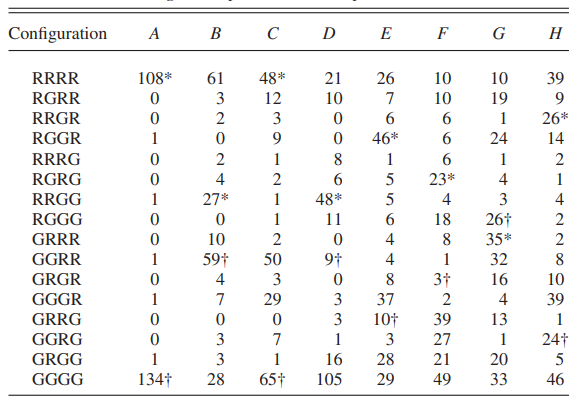 Configuration A B C D E F G H
RRRR 108* 61 48* 21 26 10 10 39
RGRR 0 3 12 10 7 10 19 9
RRGR 0 2 3 0 6 6 1 26*
RGGR 1 0 9 0 46* 6 24 14
RRRG 0 2 1 8 1 6 1 2
RGRG 0 4 2 6 5 23* 4 1
RRGG 1 27* 1 48* 5 4 3 4
RGGG 0 0 1 11 6 18 26† 2
GRRR 0 10 2 0 4 8 35* 2
GGRR 1 59† 50 9† 4 1 32 8
GRGR 0 4 3 0 8 3† 16 10
GGGR 1 7 29 3 37 2 4 39
GRRG 0 0 0 3 10† 39 13 1
GGRG 0 3 7 1 3 27 1 24†
GRGG 1 3 1 16 28 21 20 5
GGGG 134† 28 65† 105 29 49 33 46